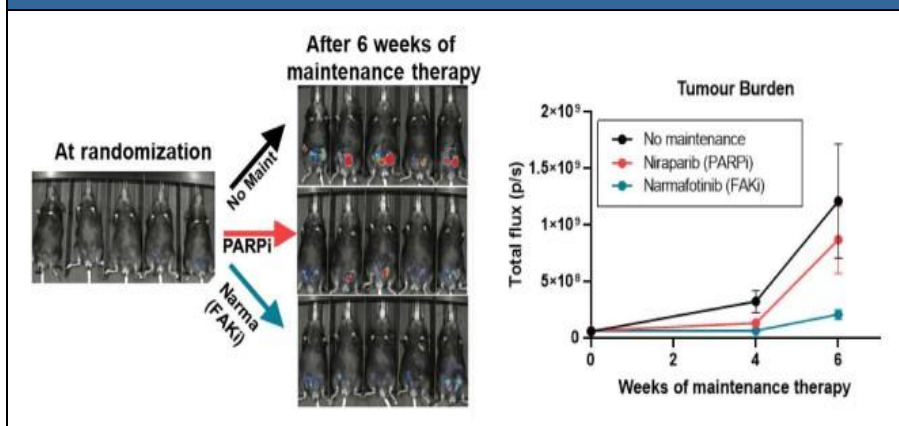 After 6 weeks of
maintenance therapy
At randomization
No Maint
PARPi
Narma
(FAKi)
Tumour Burden
2×10⁹
1.5×10⁹
1×10⁹
5×10⁸
0
Total flux (p/s)
No maintenance
Niraparib (PARPi)
Narmafotinib (FAKi)
0 2 4 6
Weeks of maintenance therapy